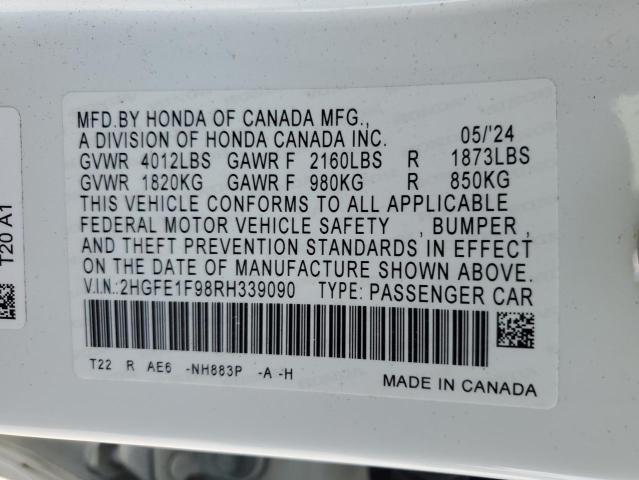 MFD.BY HONDA OF CANADA MFG.,
A DIVISION OF HONDA CANADA INC. 05/'24
GVWR 4012LBS GAWR F 2160LBS R 1873LBS
GVWR 1820KG GAWR F 980KG R 850KG
THIS VEHICLE CONFORMS TO ALL APPLICABLE
FEDERAL MOTOR VEHICLE SAFETY , BUMPER ,
AND THEFT PREVENTION STANDARDS IN EFFECT
ON THE DATE OF MANUFACTURE SHOWN ABOVE.
V.I.N.:2HGFE1F98RH339090 TYPE: PASSENGER CAR
T22 R AE6 -NH883P -A -H
MADE IN CANADA
T20 A1